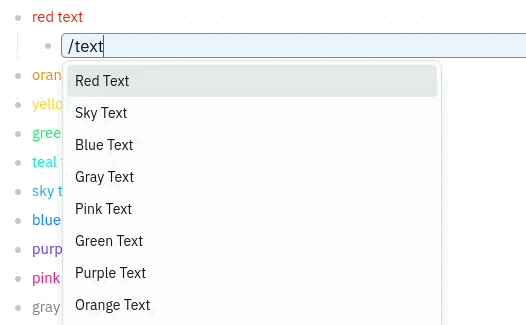 red text
/text
Red Text
Sky Text
Blue Text
Gray Text
Pink Text
Green Text
Purple Text
Orange Text
oran
yello
gree
teal
sky t
blue
purp
pink
gray